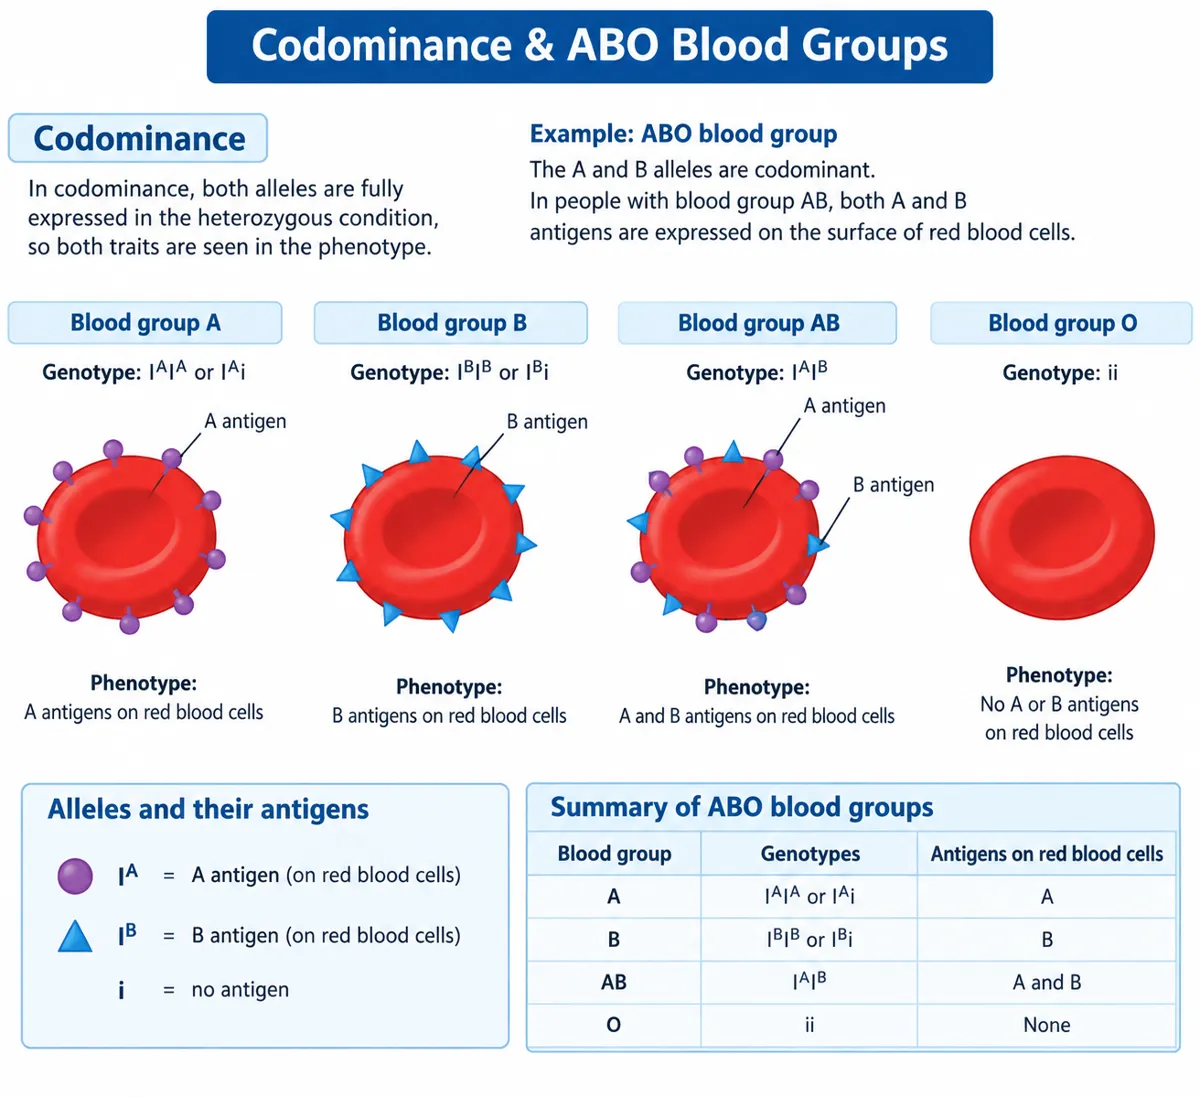 Codominance & ABO Blood Groups
Codominance
In codominance, both alleles are fully
expressed in the heterozygous condition,
so both traits are seen in the phenotype.
Example: ABO blood group
The A and B alleles are codominant.
In people with blood group AB, both A and B
antigens are expressed on the surface of red blood cells.
Blood group A
Genotype: IᴬIᴬ or Iᴬi
A antigen
Phenotype:
A antigens on red blood cells
Blood group B
Genotype: IᴮIᴮ or Iᴮi
B antigen
Phenotype:
B antigens on red blood cells
Blood group AB
Genotype: IᴬIᴮ
A antigen
B antigen
Phenotype:
A and B antigens on red blood cells
Blood group O
Genotype: ii
Phenotype:
No A or B antigens
on red blood cells
Alleles and their antigens
Iᴬ = A antigen (on red blood cells)
Iᴮ = B antigen (on red blood cells)
i = no antigen
Summary of ABO blood groups
Blood group Genotypes Antigens on red blood cells
A IᴬIᴬ or Iᴬi A
B IᴮIᴮ or Iᴮi B
AB IᴬIᴮ A and B
O ii None